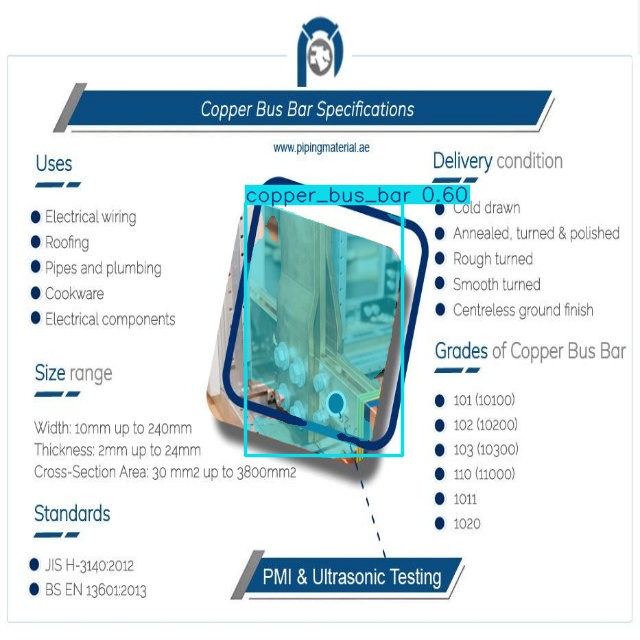 Copper Bus Bar Specifications
www.pipingmaterial.ae
Uses
Electrical wiring
Roofing
Pipes and plumbing
Cookware
Electrical components
Size range
Width: 10mm up to 240mm
Thickness: 2mm up to 24mm
Cross-Section Area: 30 mm2 up to 3800mm2
Standards
JIS H-3140:2012
BS EN 13601:2013
copper_bus_bar 0.60
Delivery condition
Cold drawn
Annealed, turned & polished
Rough turned
Smooth turned
Centreless ground finish
Grades of Copper Bus Bar
101 (10100)
102 (10200)
103 (10300)
110 (11000)
1011
1020
PMI & Ultrasonic Testing